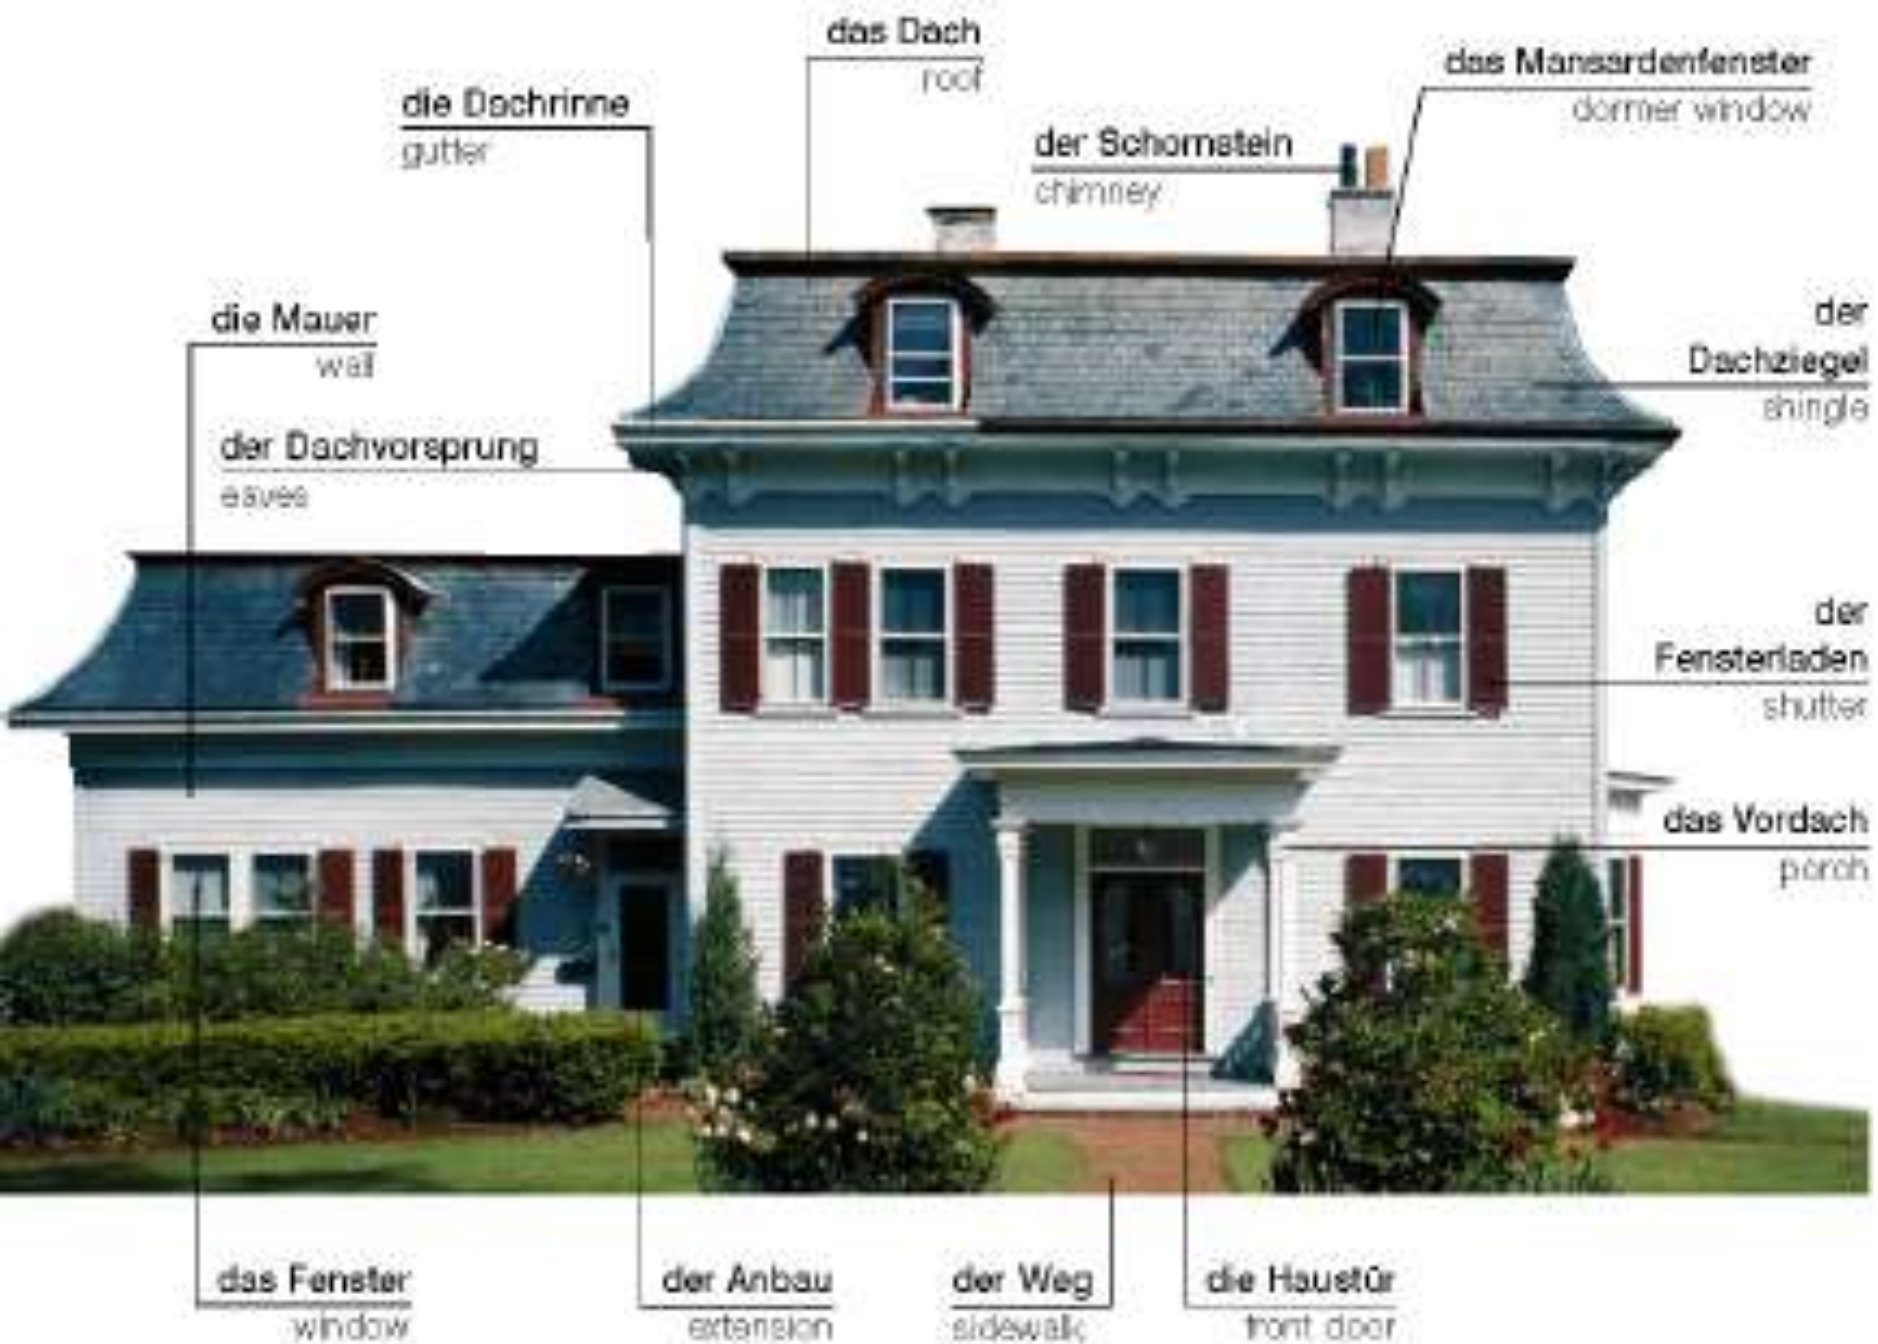 das Dach
roof
das Mansardenfenster
dormer window
die Dachrinne
gutter
der Schornstein
chimney
die Mauer
wall
der
Dachziegel
shingle
der Dachvorsprung
eaves
der
Fensterladen
shutter
das Vordach
porch
das Fenster
window
der Anbau
extension
der Weg
sidewalk
die Haustür
front door